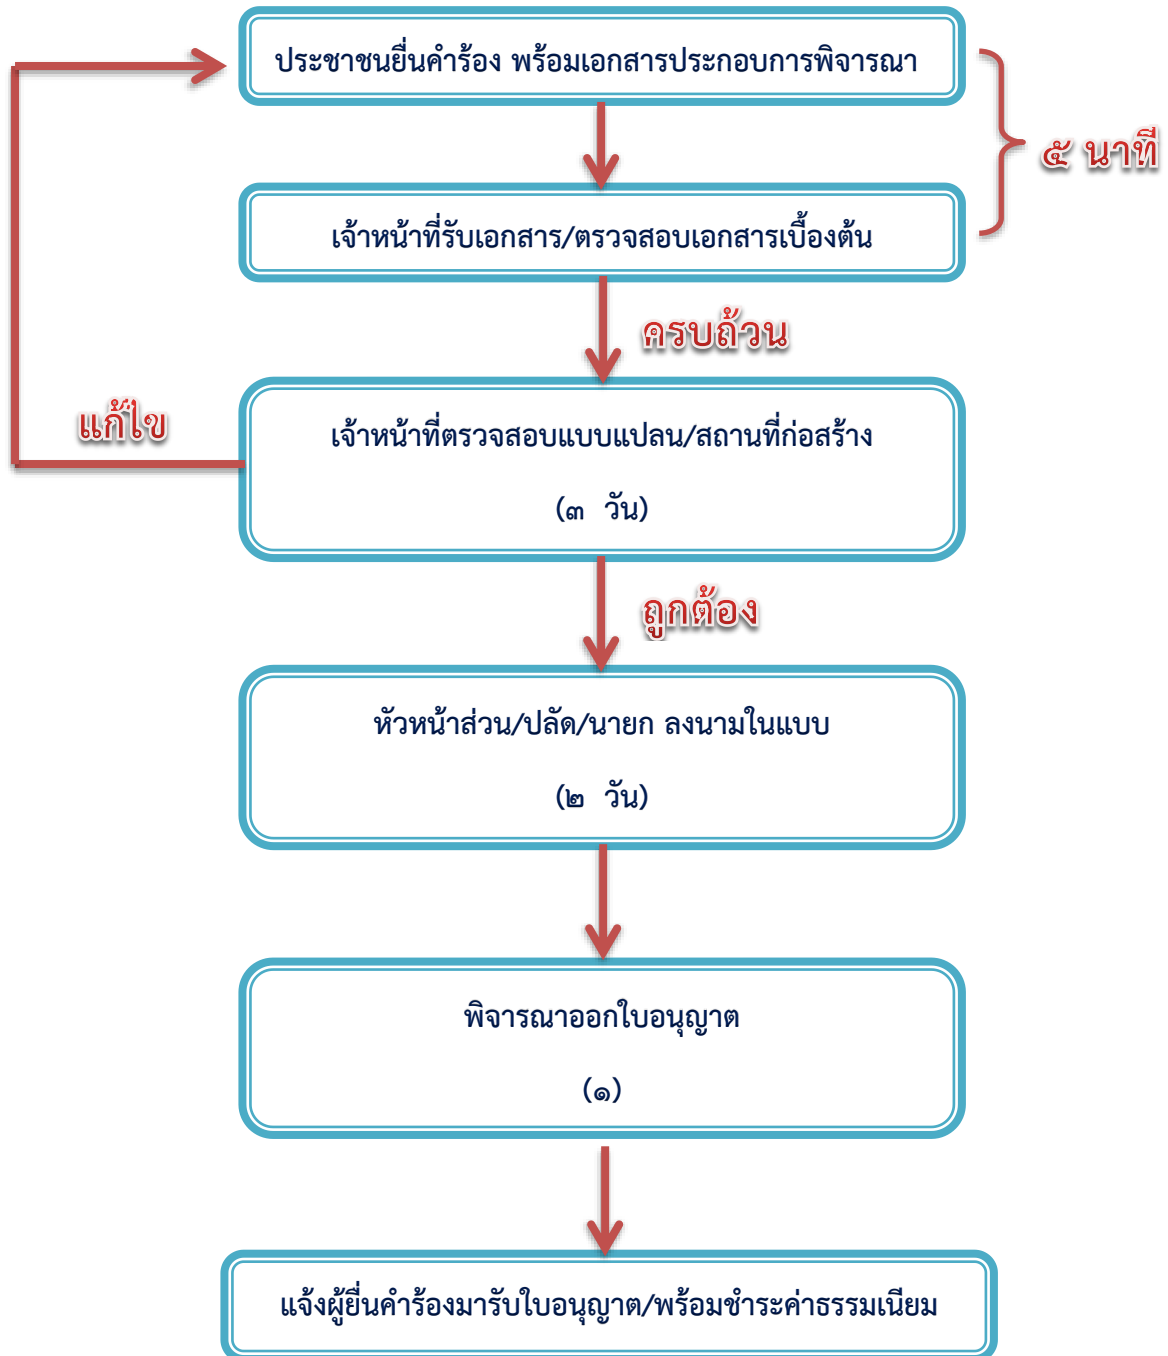 ประชาชนยื่นคำร้อง พร้อมเอกสารประกอบการพิจารณา
๕ นาที
เจ้าหน้าที่รับเอกสาร/ตรวจสอบเอกสารเบื้องต้น
ครบถ้วน
แก้ไข
เจ้าหน้าที่ตรวจสอบแบบแปลน/สถานที่ก่อสร้าง
(๓ วัน)
ถูกต้อง
หัวหน้าส่วน/ปลัด/นายก ลงนามในแบบ
(๒ วัน)
พิจารณาออกใบอนุญาต
(๑)
แจ้งผู้ยื่นคำร้องมารับใบอนุญาต/พร้อมชำระค่าธรรมเนียม